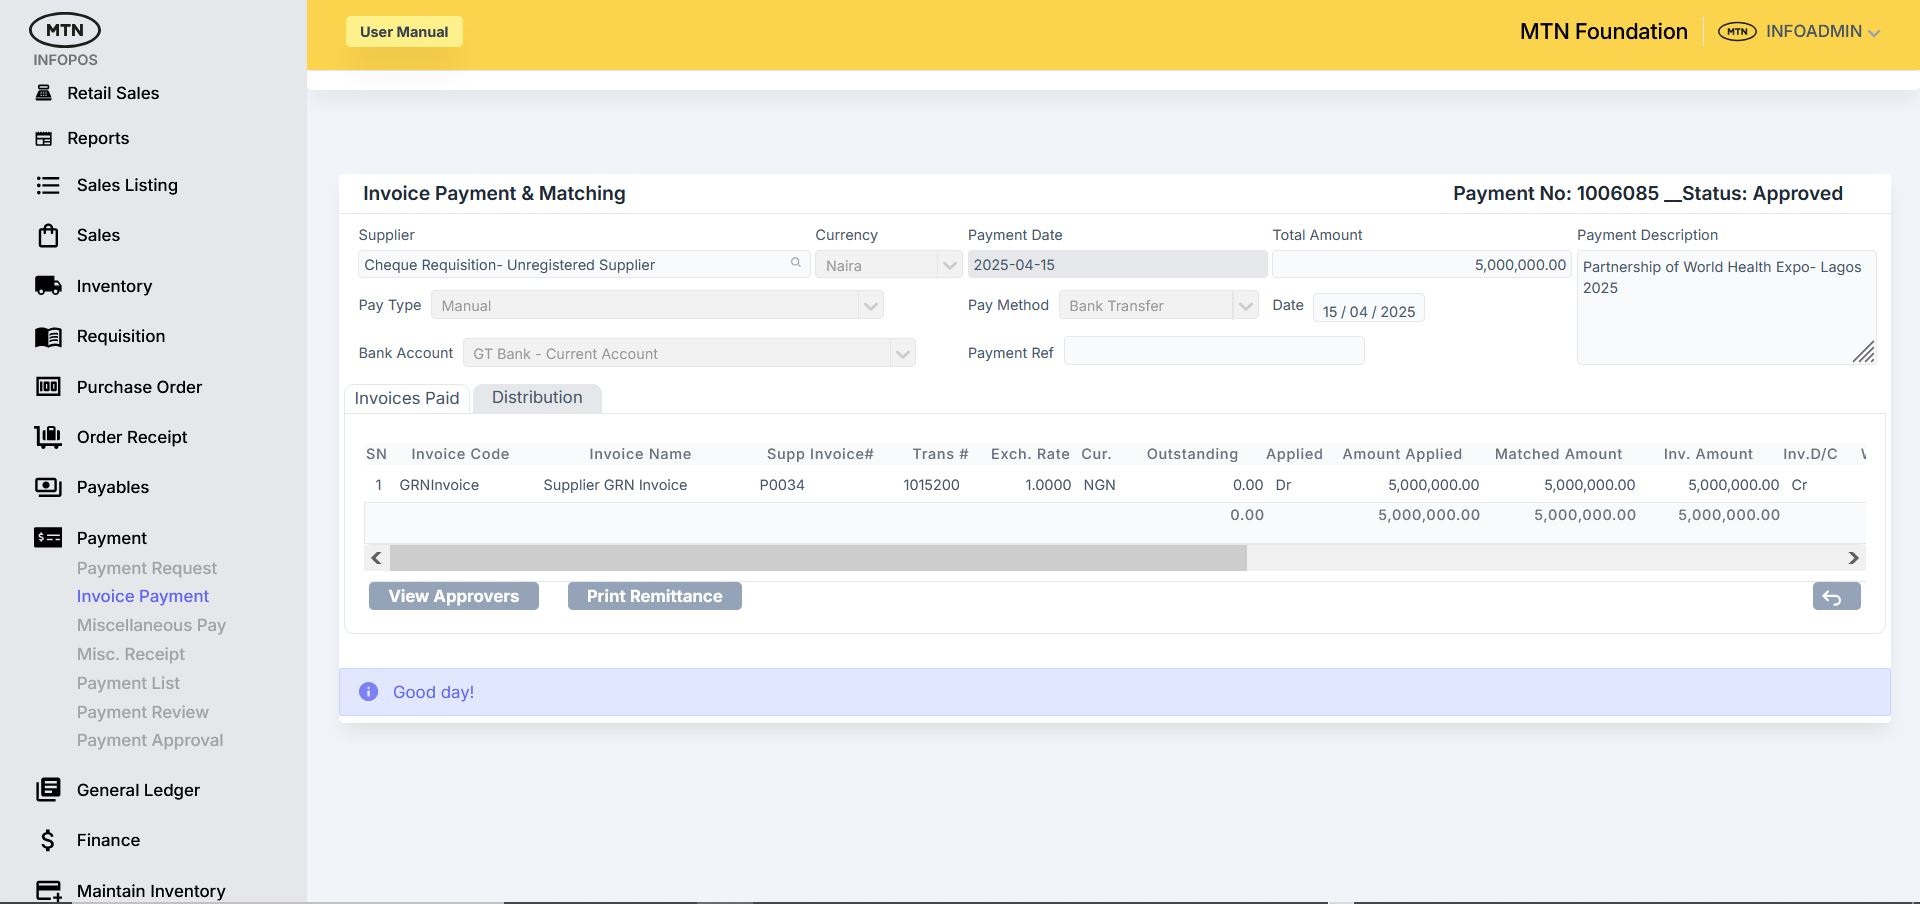 MTN
INFOPOS
Retail Sales
Reports
Sales Listing
Sales
Inventory
Requisition
Purchase Order
Order Receipt
Payables
Payment
Payment Request
Invoice Payment
Miscellaneous Pay
Misc. Receipt
Payment List
Payment Review
Payment Approval
General Ledger
Finance
Maintain Inventory
User Manual
MTN Foundation
MTN
INFOADMIN
Invoice Payment & Matching
Payment No: 1006085 __Status: Approved
Supplier
Cheque Requisition- Unregistered Supplier
Currency
Naira
Payment Date
2025-04-15
Total Amount
5,000,000.00
Payment Description
Partnership of World Health Expo- Lagos
2025
Pay Type
Manual
Pay Method
Bank Transfer
Date
15 / 04 / 2025
Bank Account
GT Bank - Current Account
Payment Ref
Invoices Paid
Distribution
SN Invoice Code Invoice Name Supp Invoice# Trans # Exch. Rate Cur. Outstanding Applied Amount Applied Matched Amount Inv. Amount Inv.D/C
1 GRNInvoice Supplier GRN Invoice P0034 1015200 1.0000 NGN 0.00 Dr 5,000,000.00 5,000,000.00 5,000,000.00 Cr
0.00 5,000,000.00 5,000,000.00 5,000,000.00
View Approvers
Print Remittance
Good day!